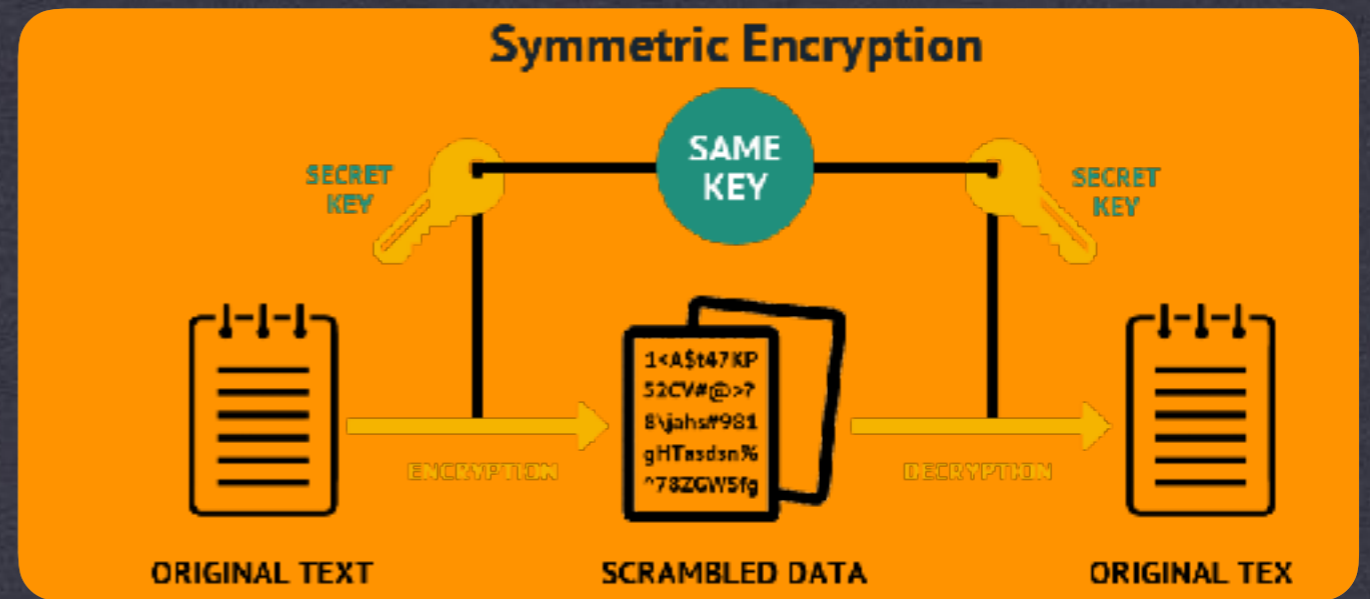 Symmetric Encryption
SAME
KEY
SECRET
KEY
SECRET
KEY
1<A$t47KP
52CV#@>?
8\jahs#981
gHTasdsn%
^78ZGW5fg
ENCRYPTION
DECRYPTION
ORIGINAL TEXT
SCRAMBLED DATA
ORIGINAL TEX